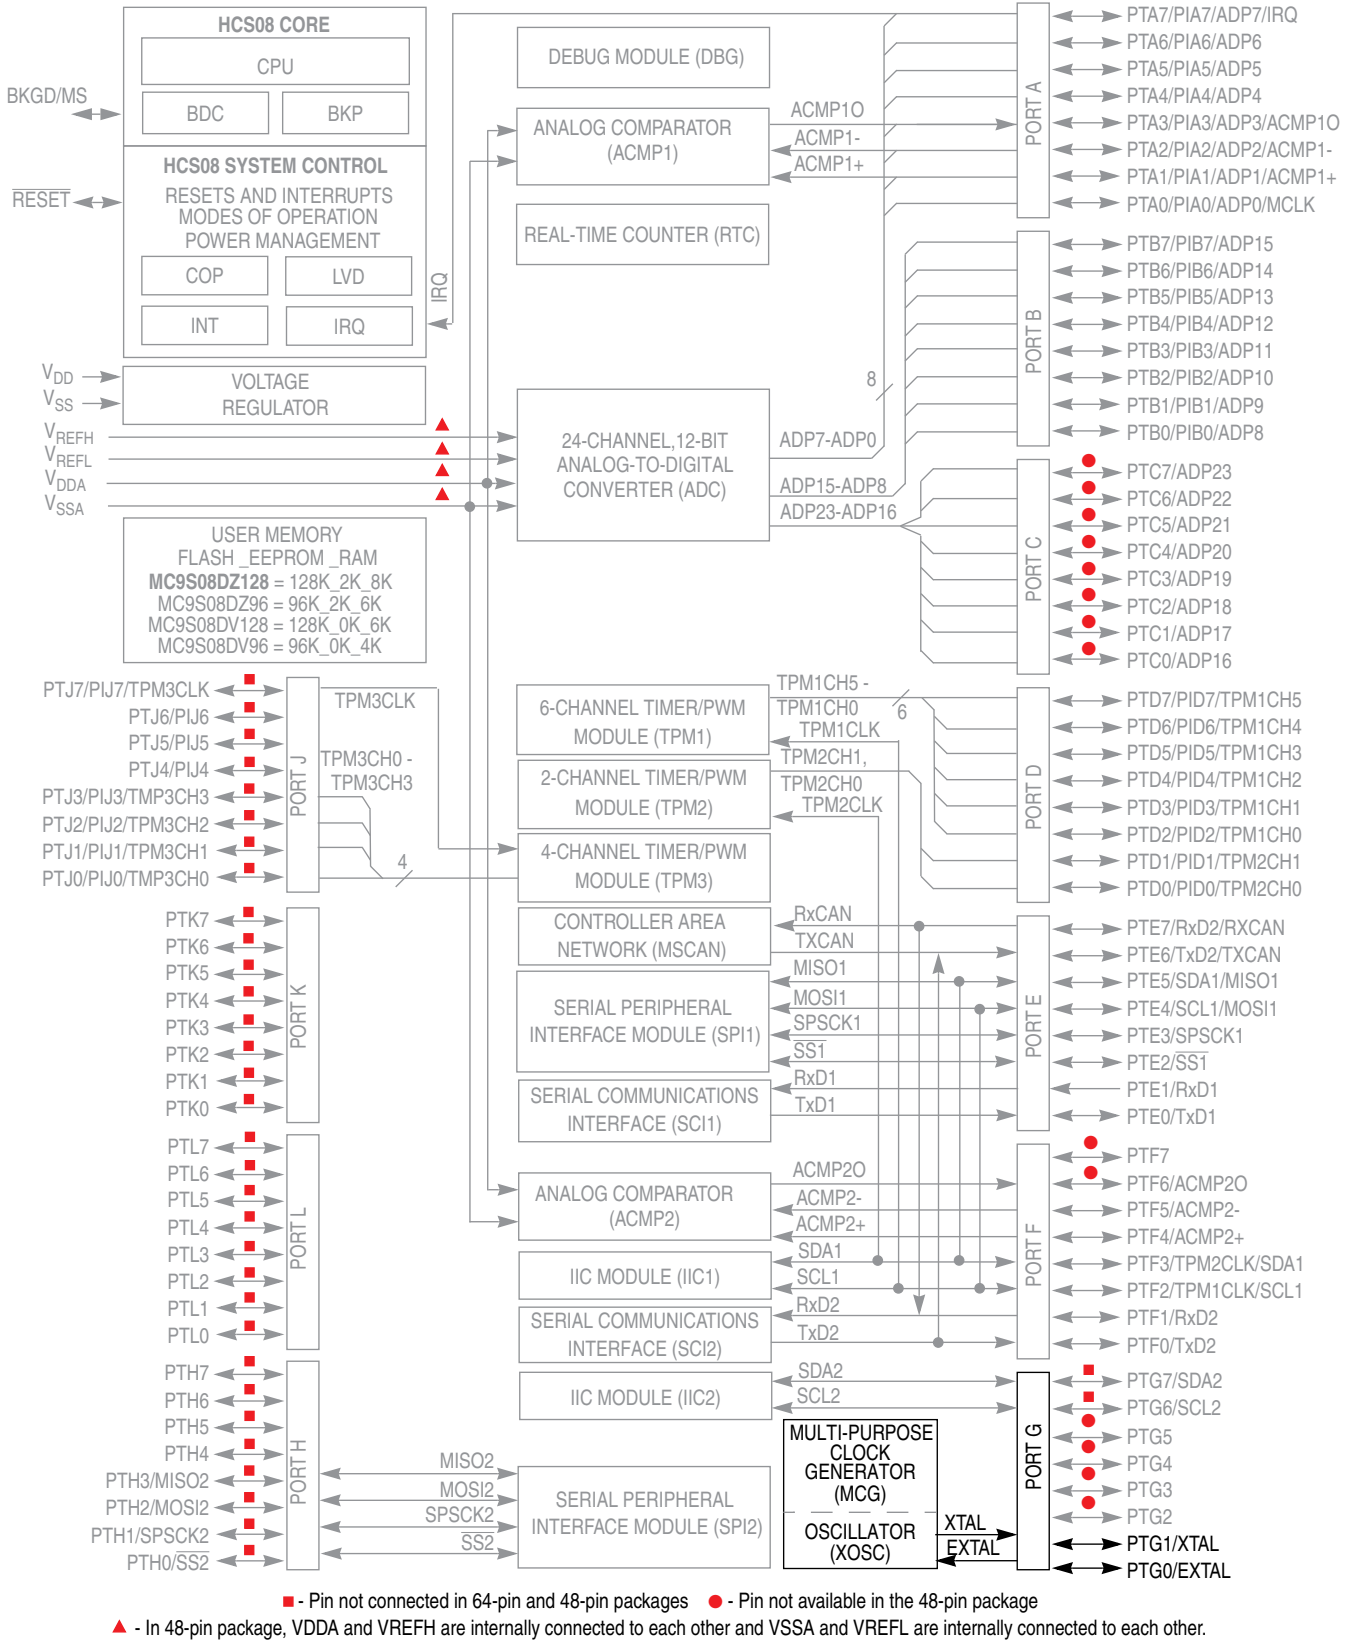 HCS08 CORE
CPU
BDC
BKP
BKGD/MS
HCS08 SYSTEM CONTROL
RESETS AND INTERRUPTS
MODES OF OPERATION
POWER MANAGEMENT
COP
LVD
INT
IRQ
RESET
IRQ
VDD
VSS
VOLTAGE
REGULATOR
VREFH
VREFL
VDDA
VSSA
USER MEMORY
FLASH _EEPROM _RAM
MC9S08DZ128 = 128K_2K_8K
MC9S08DZ96 = 96K_2K_6K
MC9S08DV128 = 128K_0K_6K
MC9S08DV96 = 96K_0K_4K
DEBUG MODULE (DBG)
ANALOG COMPARATOR
(ACMP1)
ACMP1O
ACMP1-
ACMP1+
REAL-TIME COUNTER (RTC)
24-CHANNEL,12-BIT
ANALOG-TO-DIGITAL
CONVERTER (ADC)
8
ADP7-ADP0
ADP15-ADP8
ADP23-ADP16
PORT A
PTA7/PIA7/ADP7/IRQ
PTA6/PIA6/ADP6
PTA5/PIA5/ADP5
PTA4/PIA4/ADP4
PTA3/PIA3/ADP3/ACMP1O
PTA2/PIA2/ADP2/ACMP1-
PTA1/PIA1/ADP1/ACMP1+
PTA0/PIA0/ADP0/MCLK
PORT B
PTB7/PIB7/ADP15
PTB6/PIB6/ADP14
PTB5/PIB5/ADP13
PTB4/PIB4/ADP12
PTB3/PIB3/ADP11
PTB2/PIB2/ADP10
PTB1/PIB1/ADP9
PTB0/PIB0/ADP8
PORT C
PTC7/ADP23
PTC6/ADP22
PTC5/ADP21
PTC4/ADP20
PTC3/ADP19
PTC2/ADP18
PTC1/ADP17
PTC0/ADP16
PTJ7/PIJ7/TPM3CLK
PTJ6/PIJ6
PTJ5/PIJ5
PTJ4/PIJ4
PTJ3/PIJ3/TMP3CH3
PTJ2/PIJ2/TPM3CH2
PTJ1/PIJ1/TPM3CH1
PTJ0/PIJ0/TMP3CH0
PORT J
TPM3CLK
TPM3CH0 -
TPM3CH3
4
6-CHANNEL TIMER/PWM
MODULE (TPM1)
2-CHANNEL TIMER/PWM
MODULE (TPM2)
4-CHANNEL TIMER/PWM
MODULE (TPM3)
TPM1CH5 -
TPM1CH0
6
TPM1CLK
TPM2CH1,
TPM2CH0
TPM2CLK
PORT D
PTD7/PID7/TPM1CH5
PTD6/PID6/TPM1CH4
PTD5/PID5/TPM1CH3
PTD4/PID4/TPM1CH2
PTD3/PID3/TPM1CH1
PTD2/PID2/TPM1CH0
PTD1/PID1/TPM2CH1
PTD0/PID0/TPM2CH0
PTK7
PTK6
PTK5
PTK4
PTK3
PTK2
PTK1
PTK0
PORT K
CONTROLLER AREA
NETWORK (MSCAN)
RxCAN
TXCAN
SERIAL PERIPHERAL
INTERFACE MODULE (SPI1)
MISO1
MOSI1
SPSCK1
SS1
SERIAL COMMUNICATIONS
INTERFACE (SCI1)
RxD1
TxD1
PORT E
PTE7/RxD2/RXCAN
PTE6/TxD2/TXCAN
PTE5/SDA1/MISO1
PTE4/SCL1/MOSI1
PTE3/SPSCK1
PTE2/SS1
PTE1/RxD1
PTE0/TxD1
PTL7
PTL6
PTL5
PTL4
PTL3
PTL2
PTL1
PTL0
PORT L
ANALOG COMPARATOR
(ACMP2)
ACMP2O
ACMP2-
ACMP2+
IIC MODULE (IIC1)
SDA1
SCL1
SERIAL COMMUNICATIONS
INTERFACE (SCI2)
RxD2
TxD2
PORT F
PTF7
PTF6/ACMP2O
PTF5/ACMP2-
PTF4/ACMP2+
PTF3/TPM2CLK/SDA1
PTF2/TPM1CLK/SCL1
PTF1/RxD2
PTF0/TxD2
PTH7
PTH6
PTH5
PTH4
PTH3/MISO2
PTH2/MOSI2
PTH1/SPSCK2
PTH0/SS2
PORT H
MISO2
MOSI2
SPSCK2
SS2
IIC MODULE (IIC2)
SDA2
SCL2
SERIAL PERIPHERAL
INTERFACE MODULE (SPI2)
MULTI-PURPOSE
CLOCK
GENERATOR
(MCG)
OSCILLATOR
(XOSC)
XTAL
EXTAL
PORT G
PTG7/SDA2
PTG6/SCL2
PTG5
PTG4
PTG3
PTG2
PTG1/XTAL
PTG0/EXTAL
- Pin not connected in 64-pin and 48-pin packages
- Pin not available in the 48-pin package
- In 48-pin package, VDDA and VREFH are internally connected to each other and VSSA and VREFL are internally connected to each other.